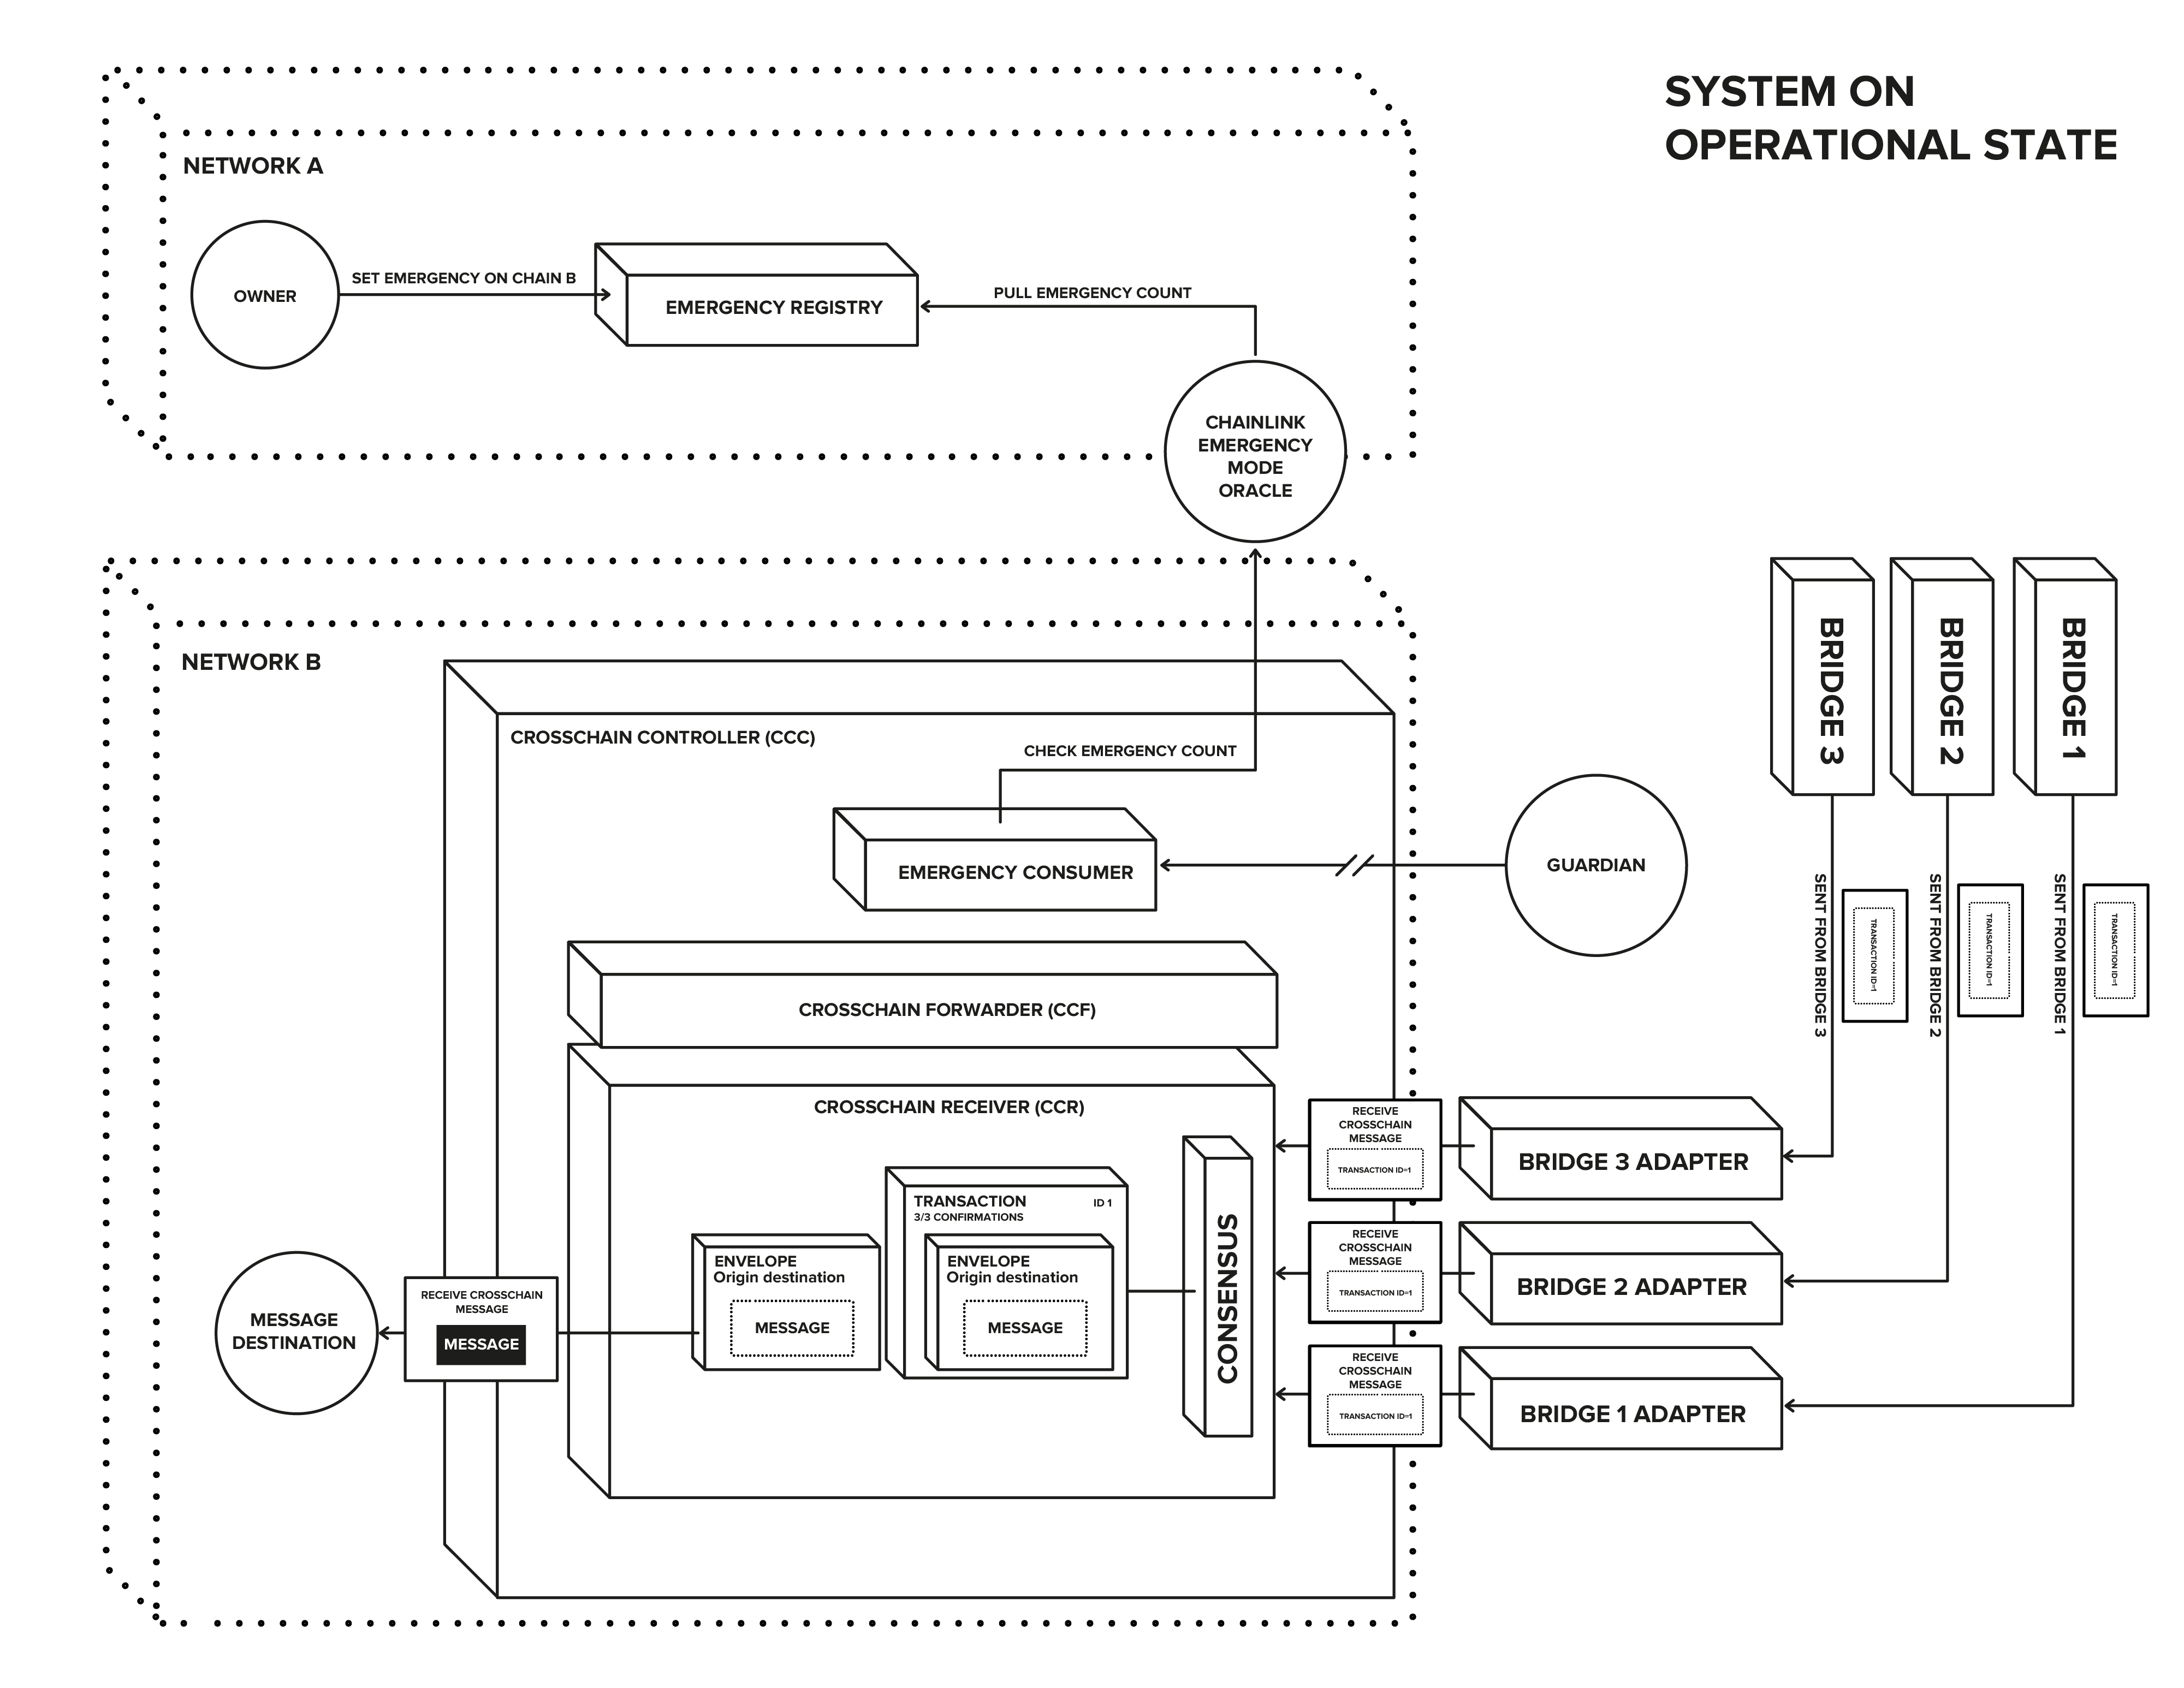 SYSTEM ON
OPERATIONAL STATE
NETWORK A
OWNER
SET EMERGENCY ON CHAIN B
EMERGENCY REGISTRY
PULL EMERGENCY COUNT
CHAINLINK
EMERGENCY
MODE
ORACLE
NETWORK B
CROSSCHAIN CONTROLLER (CCC)
CHECK EMERGENCY COUNT
EMERGENCY CONSUMER
GUARDIAN
BRIDGE 3
BRIDGE 2
BRIDGE 1
SENT FROM BRIDGE 3
TRANSACTION ID=1
SENT FROM BRIDGE 2
TRANSACTION ID=1
SENT FROM BRIDGE 1
TRANSACTION ID=1
CROSSCHAIN FORWARDER (CCF)
CROSSCHAIN RECEIVER (CCR)
RECEIVE
CROSSCHAIN
MESSAGE
TRANSACTION ID=1
BRIDGE 3 ADAPTER
TRANSACTION
ID 1
3/3 CONFIRMATIONS
ENVELOPE
Origin destination
MESSAGE
ENVELOPE
Origin destination
MESSAGE
CONSENSUS
RECEIVE
CROSSCHAIN
MESSAGE
TRANSACTION ID=1
BRIDGE 2 ADAPTER
RECEIVE
CROSSCHAIN
MESSAGE
TRANSACTION ID=1
BRIDGE 1 ADAPTER
RECEIVE CROSSCHAIN
MESSAGE
MESSAGE
MESSAGE
DESTINATION